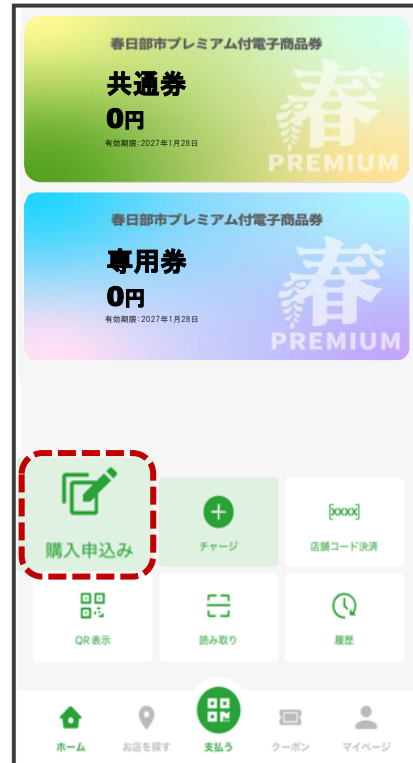 春日部市プレミアム付電子商品券
共通券
0円
有効期限：2027年1月28日
春
PREMIUM
春日部市プレミアム付電子商品券
専用券
0円
有効期限：2027年1月28日
春
PREMIUM
購入申込み
チャージ
[xxxx]
店舗コード決済
QR表示
読み取り
履歴
ホーム
お店を探す
支払う
クーポン
マイページ